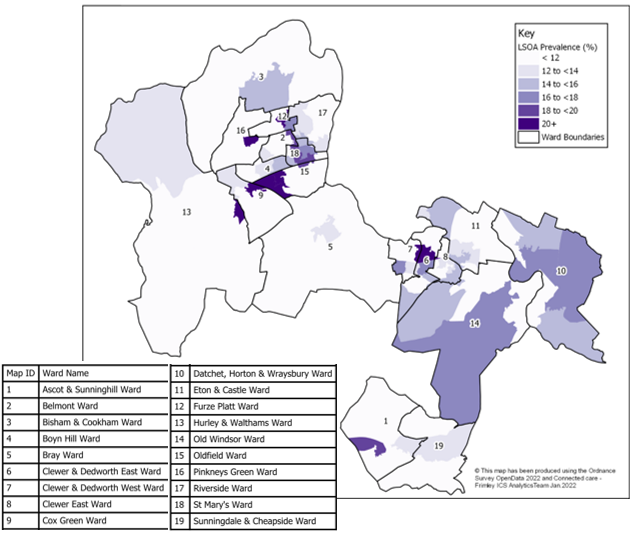 Key
LSOA Prevalence (%)
< 12
12 to <14
14 to <16
16 to <18
18 to <20
20+
Ward Boundaries
3
12
17
16
2
18
4
15
9
13
5
7
6
8
11
10
14
1
19
Map ID Ward Name
1 Ascot & Sunninghill Ward
2 Belmont Ward
3 Bisham & Cookham Ward
4 Boyn Hill Ward
5 Bray Ward
6 Clewer & Dedworth East Ward
7 Clewer & Dedworth West Ward
8 Clewer East Ward
9 Cox Green Ward
10 Datchet, Horton & Wraysbury Ward
11 Eton & Castle Ward
12 Furze Platt Ward
13 Hurley & Walthams Ward
14 Old Windsor Ward
15 Oldfield Ward
16 Pinkneys Green Ward
17 Riverside Ward
18 St Mary's Ward
19 Sunningdale & Cheapside Ward
© This map has been produced using the Ordnance
Survey OpenData 2022 and Connected care -
Frimley ICS AnalyticsTeam Jan 2022